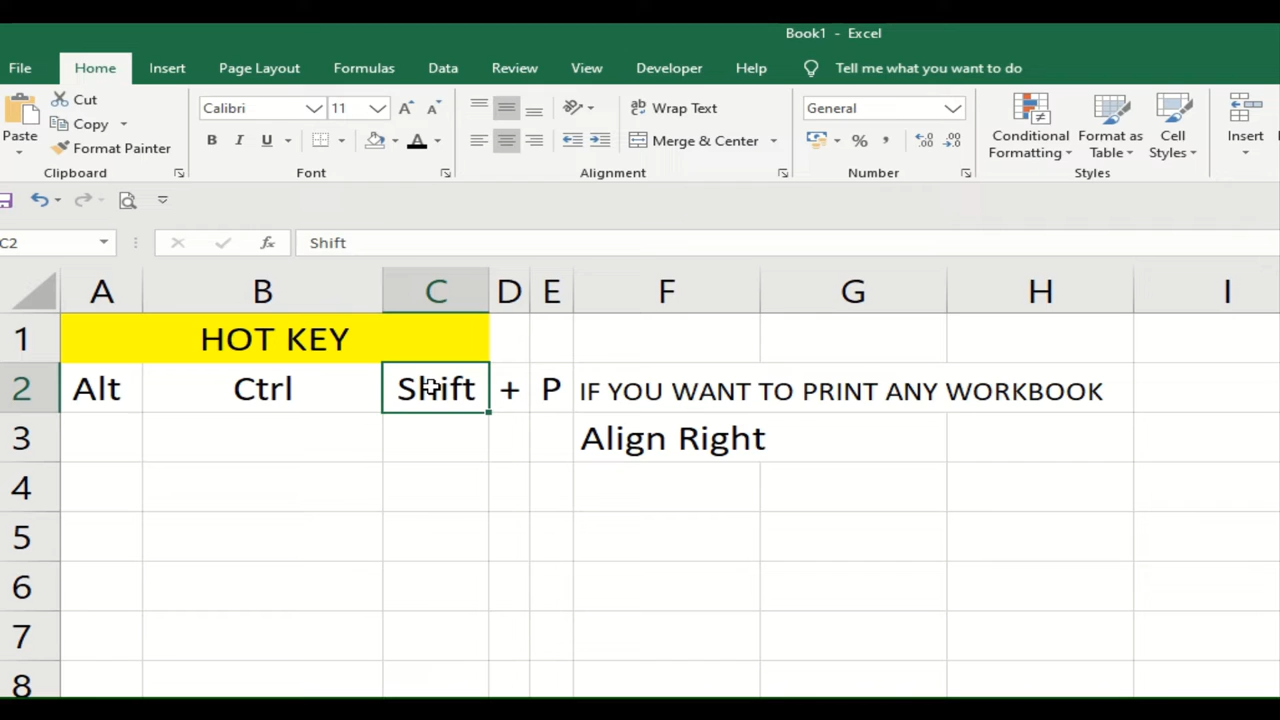 Book1 - Excel
File Home Insert Page Layout Formulas Data Review View Developer Help Tell me what you want to do
Cut
Copy
Format Painter
Paste
Clipboard
Calibri 11
B I U
Font
Wrap Text
Merge & Center
Alignment
General
%
Number
Conditional Formatting
Format as Table
Cell Styles
Styles
Insert
C2 fx Shift
A B C D E F G H I
1 HOT KEY
2 Alt Ctrl Shift + P IF YOU WANT TO PRINT ANY WORKBOOK
3 Align Right
4
5
6
7
8